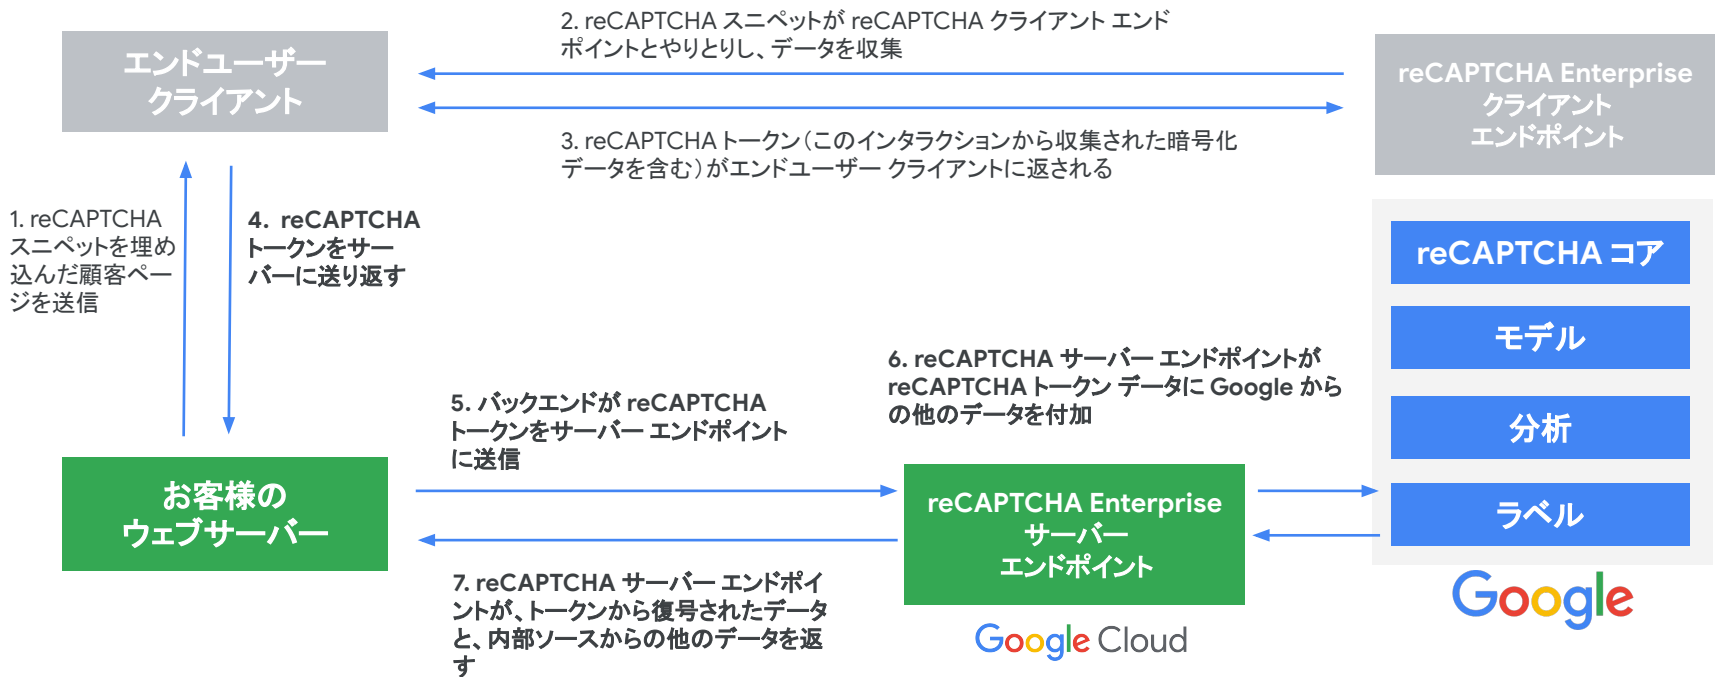 2. reCAPTCHA スニペットが reCAPTCHA クライアント エンド
ポイントとやりとりし、データを収集
エンドユーザー
クライアント
reCAPTCHA Enterprise
クライアント
エンドポイント
3. reCAPTCHA トークン（このインタラクションから収集された暗号化
データを含む）がエンドユーザー クライアントに返される
1. reCAPTCHA
スニペットを埋め
込んだ顧客ペー
ジを送信
4. reCAPTCHA
トークンをサー
バーに送り返す
reCAPTCHA コア
モデル
分析
ラベル
6. reCAPTCHA サーバー エンドポイントが
reCAPTCHA トークン データに Google から
の他のデータを付加
5. バックエンドが reCAPTCHA
トークンをサーバー エンドポイント
に送信
お客様の
ウェブサーバー
reCAPTCHA Enterprise
サーバー
エンドポイント
7. reCAPTCHA サーバー エンドポイ
ントが、トークンから復号されたデータ
と、内部ソースからの他のデータを返
す
Google Cloud
Google